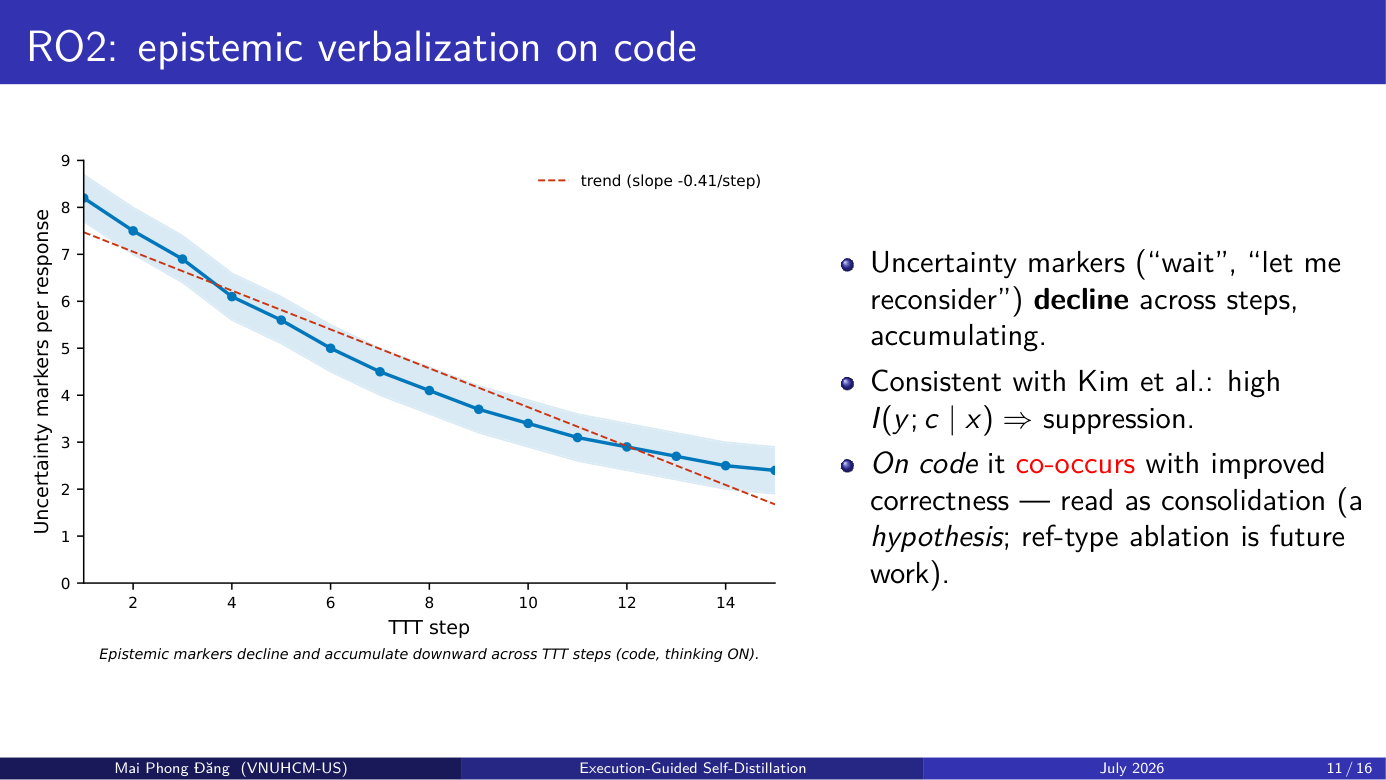 RO2: epistemic verbalization on code
9
8
7
6
5
4
3
2
1
0
Uncertainty markers per response
trend (slope -0.41/step)
2 4 6 8 10 12 14
TTT step
Epistemic markers decline and accumulate downward across TTT steps (code, thinking ON).
Uncertainty markers (“wait”, “let me
reconsider”) decline across steps,
accumulating.
Consistent with Kim et al.: high
I(y; c | x) ⇒ suppression.
On code it co-occurs with improved
correctness — read as consolidation (a
hypothesis; ref-type ablation is future
work).
Mai Phong Đăng (VNUHCM-US) Execution-Guided Self-Distillation July 2026 11 / 16